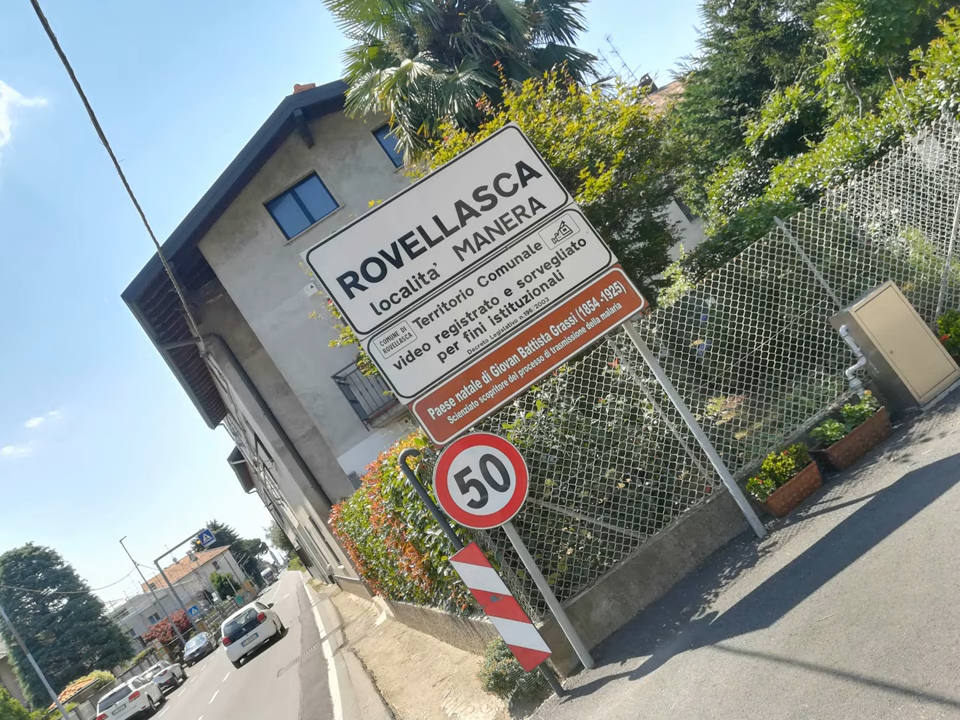 ROVELLASCA
localita' MANERA
COMUNE DI
ROVELLASCA
Territorio Comunale
video registrato e sorvegliato
per fini istituzionali
Decreto Legislativo n.196-2003
Paese natale di Giovan Battista Grassi (1854-1925)
Scienziato scopritore del processo di trasmissione della malaria
50